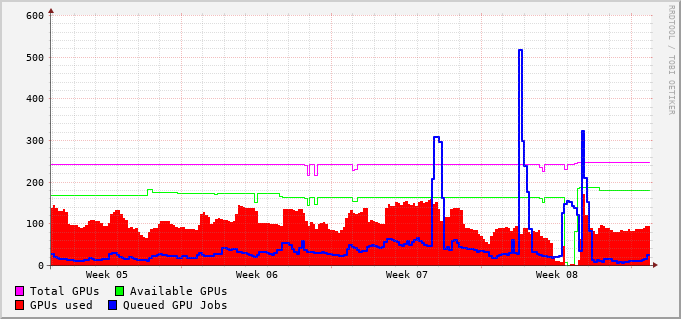 600
500
400
300
200
100
0
Week 05 Week 06 Week 07 Week 08
Total GPUs Available GPUs
GPUs used Queued GPU Jobs
RRDTOOL / TOBI OETIKER